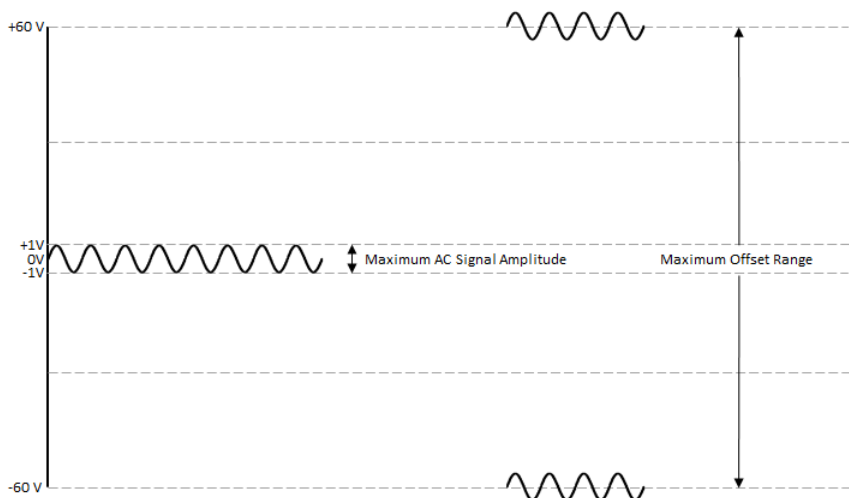 +60 V
+1V
0V
-1V
Maximum AC Signal Amplitude
Maximum Offset Range
-60 V